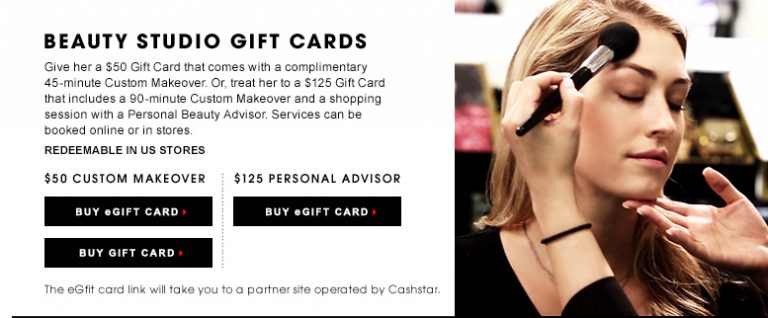 BEAUTY STUDIO GIFT CARDS
Give her a $50 Gift Card that comes with a complimentary
45-minute Custom Makeover. Or, treat her to a $125 Gift Card
that includes a 90-minute Custom Makeover and a shopping
session with a Personal Beauty Advisor. Services can be
booked online or in stores.
REDEEMABLE IN US STORES
$50 CUSTOM MAKEOVER
BUY eGIFT CARD
BUY GIFT CARD
$125 PERSONAL ADVISOR
BUY eGIFT CARD
The eGfit card link will take you to a partner site operated by Cashstar.